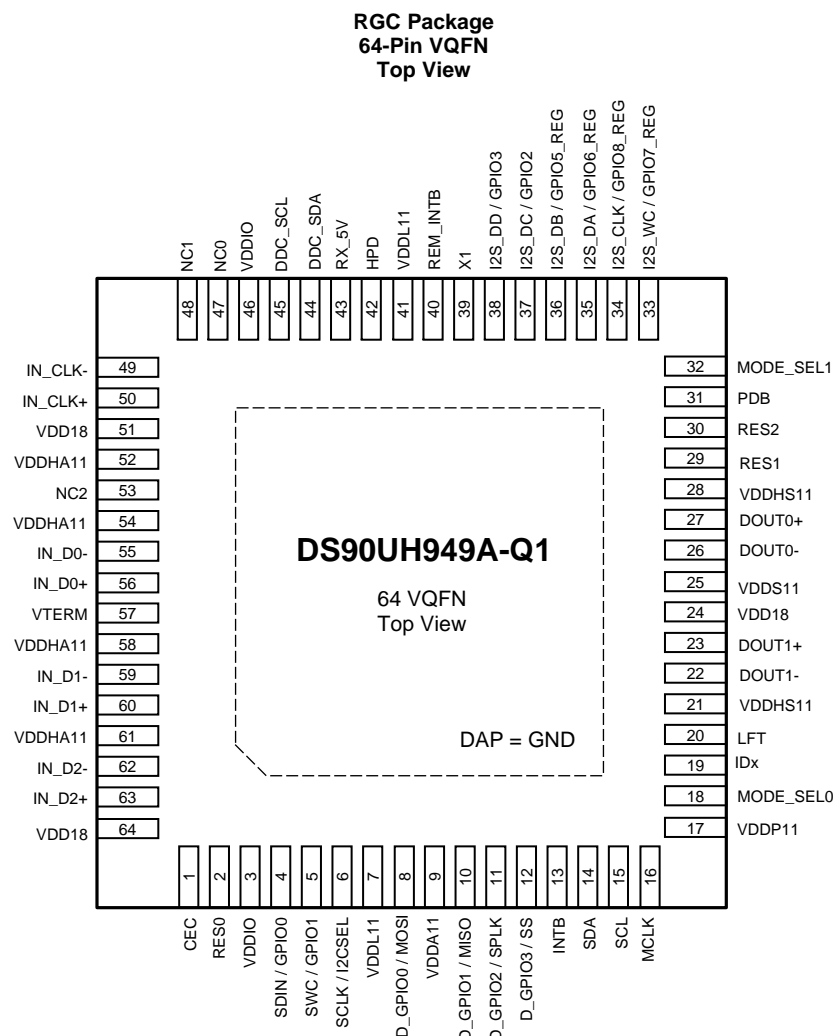 RGC Package
64-Pin VQFN
Top View
NC1
NC0
VDDIO
DDC_SCL
DDC_SDA
RX_5V
HPD
VDDL11
REM_INTB
X1
I2S_DD / GPIO3
I2S_DC / GPIO2
I2S_DB / GPIO5_REG
I2S_DA / GPIO6_REG
I2S_CLK / GPIO8_REG
I2S_WC / GPIO7_REG
48
47
46
45
44
43
42
41
40
39
38
37
36
35
34
33
IN_CLK- 49
IN_CLK+ 50
VDD18 51
VDDHA11 52
NC2 53
VDDHA11 54
IN_D0- 55
IN_D0+ 56
VTERM 57
VDDHA11 58
IN_D1- 59
IN_D1+ 60
VDDHA11 61
IN_D2- 62
IN_D2+ 63
VDD18 64
DS90UH949A-Q1
64 VQFN
Top View
DAP = GND
32 MODE_SEL1
31 PDB
30 RES2
29 RES1
28 VDDHS11
27 DOUT0+
26 DOUT0-
25 VDDS11
24 VDD18
23 DOUT1+
22 DOUT1-
21 VDDHS11
20 LFT
19 IDx
18 MODE_SEL0
17 VDDP11
1
2
3
4
5
6
7
8
9
10
11
12
13
14
15
16
CEC
RES0
VDDIO
SDIN / GPIO0
SWC / GPIO1
SCLK / I2CSEL
VDDL11
D_GPIO0 / MOSI
VDDA11
D_GPIO1 / MISO
D_GPIO2 / SPLK
D_GPIO3 / SS
INTB
SDA
SCL
MCLK